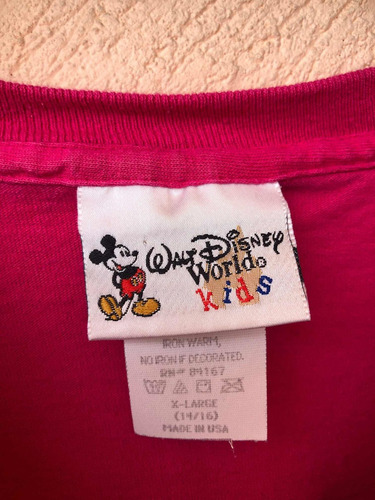 WALT DISNEY
World®
kids
IRON WARM,
NO IRON IF DECORATED.
RN# 84167
X-LARGE
(14/16)
MADE IN USA